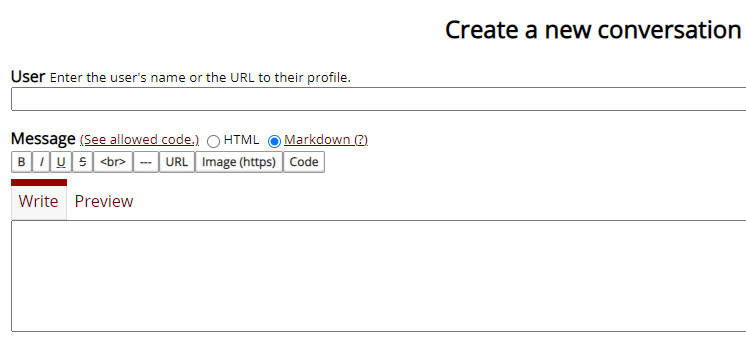 Create a new conversation
User Enter the user's name or the URL to their profile.
Message (See allowed code.) HTML Markdown (?)
B I U S <br> --- URL Image (https) Code
Write Preview